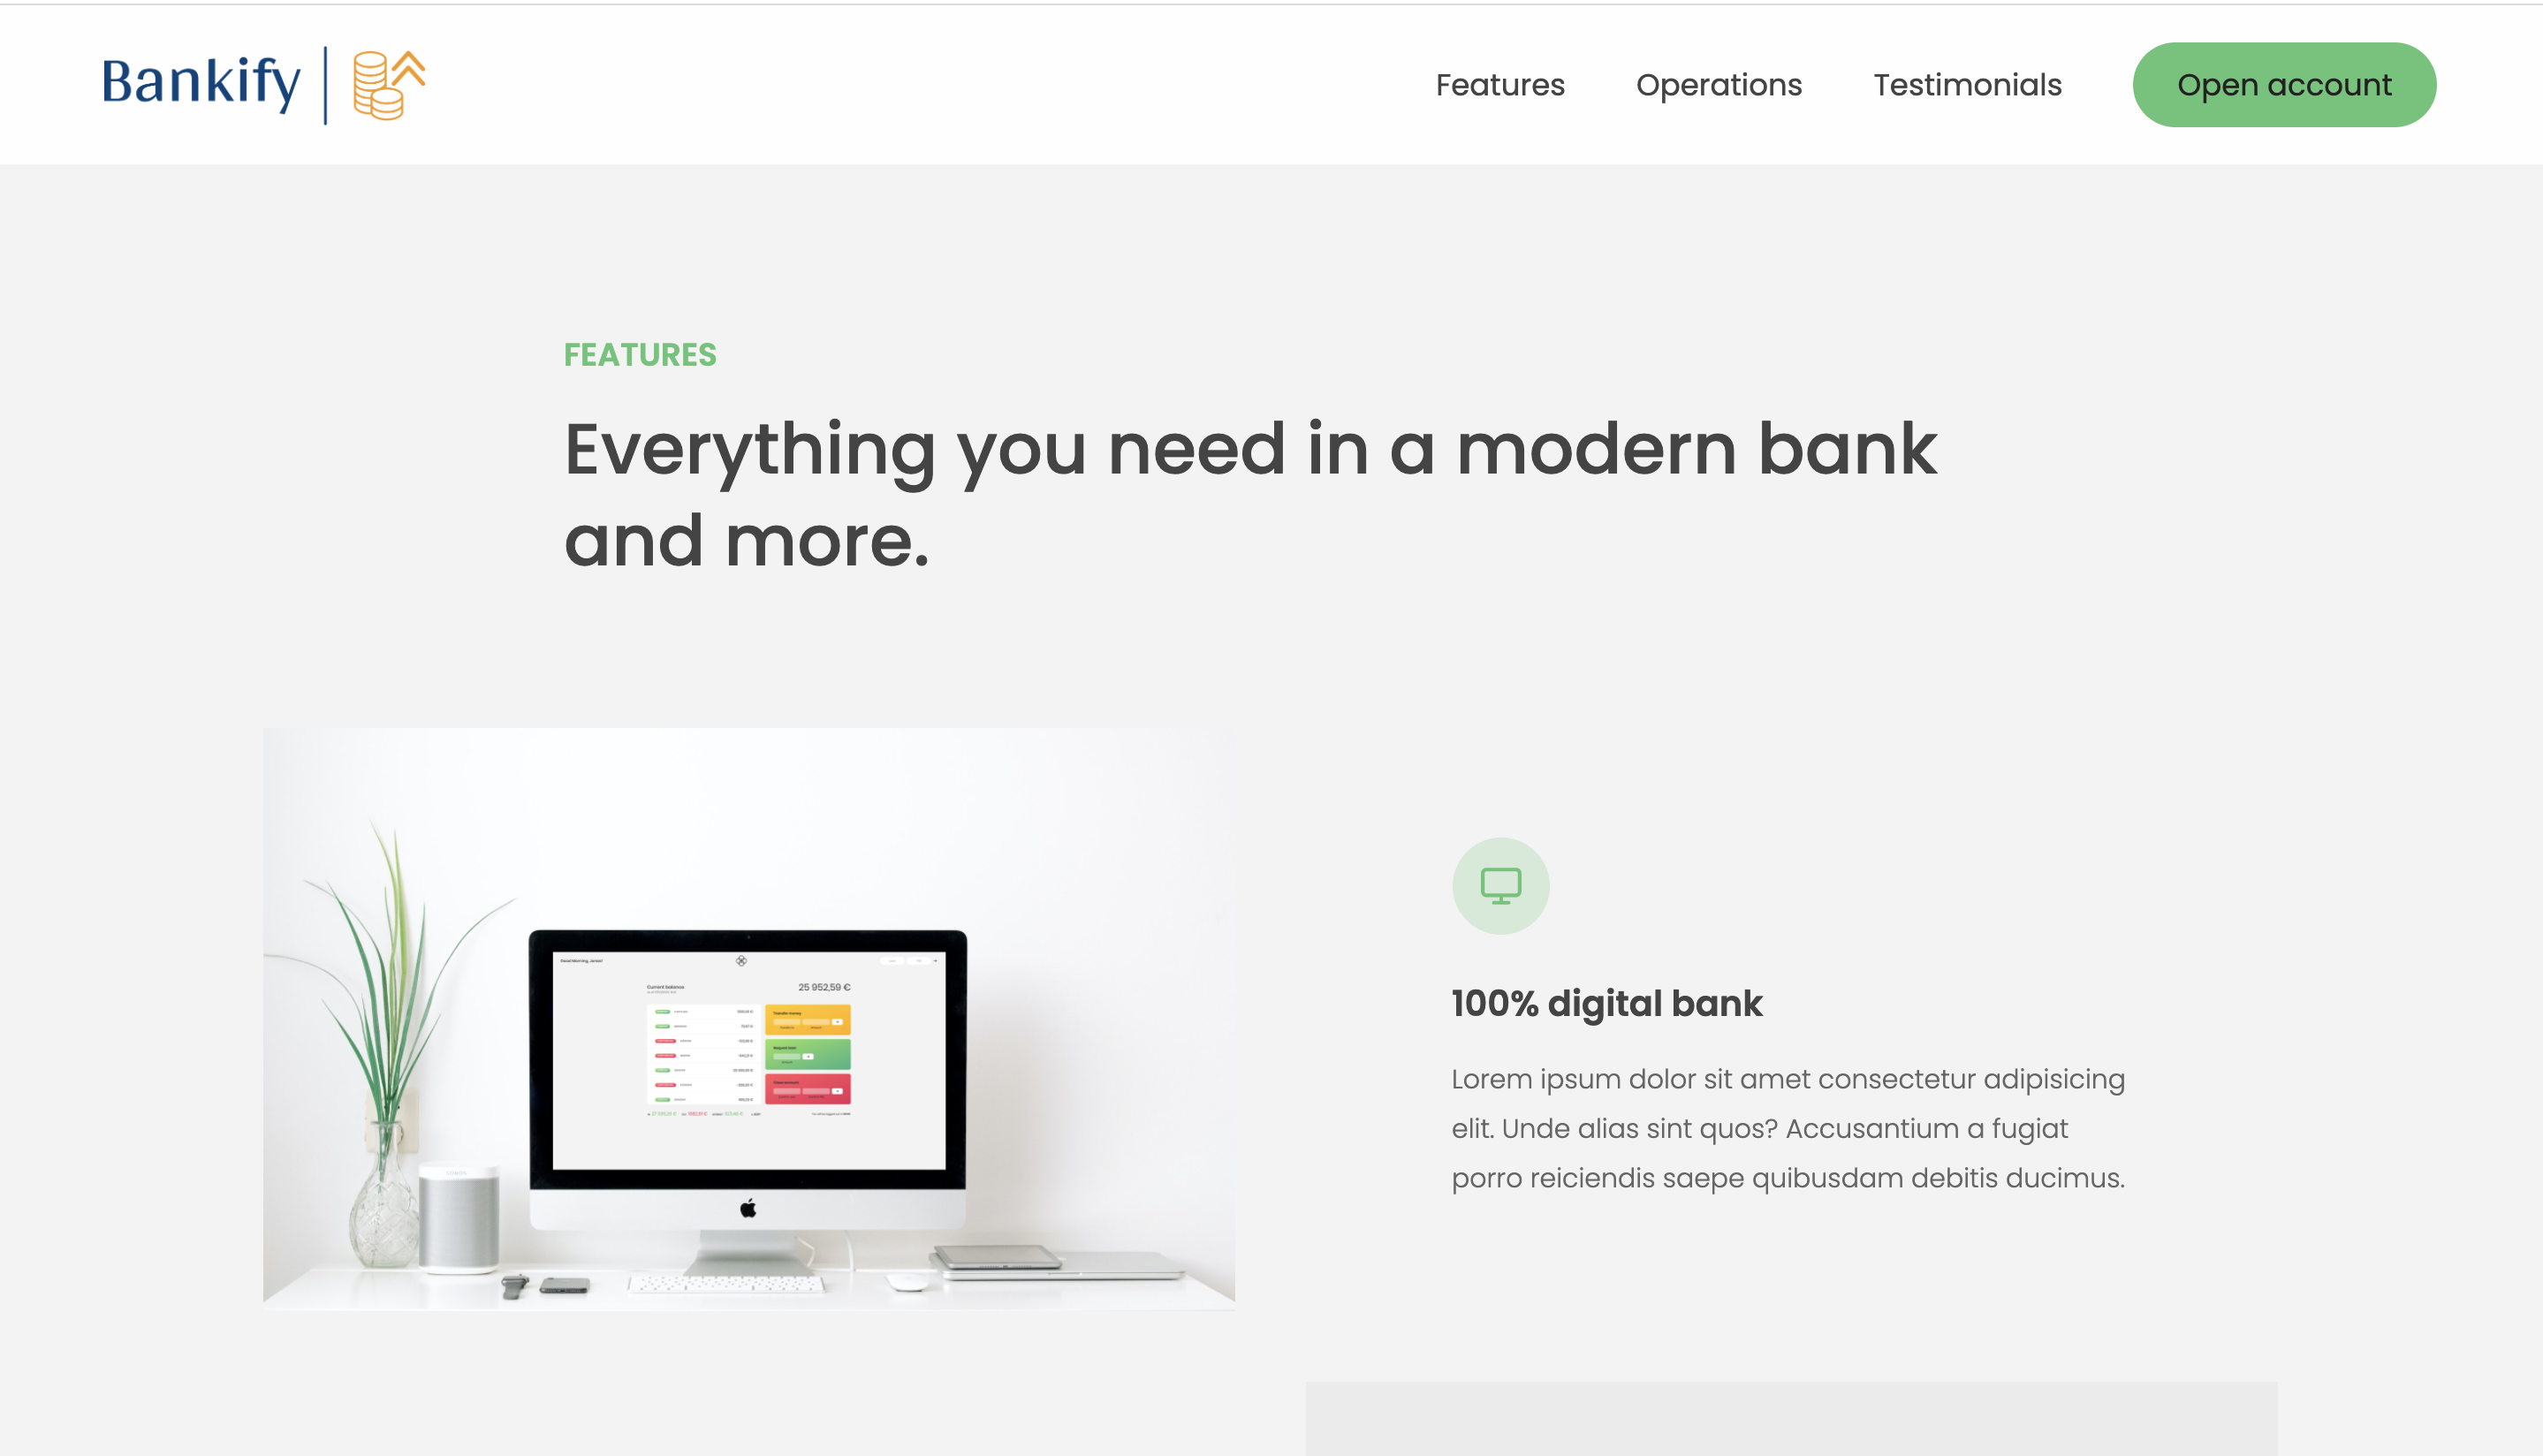 Bankify
Features
Operations
Testimonials
Open account
FEATURES
Everything you need in a modern bank
and more.
Current balance
25 952,59 €
Transfer money
100% digital bank
Lorem ipsum dolor sit amet consectetur adipisicing
elit. Unde alias sint quos? Accusantium a fugiat
porro reiciendis saepe quibusdam debitis ducimus.